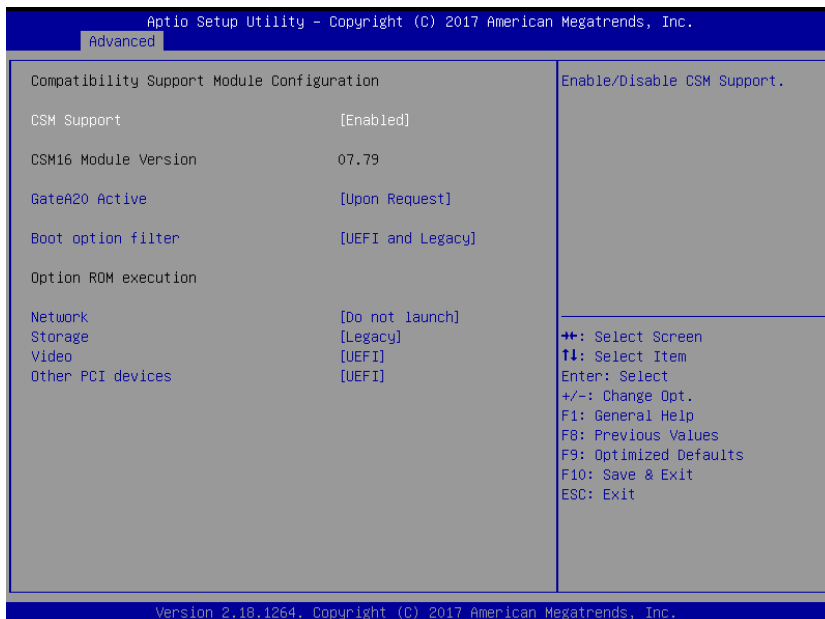 Aptio Setup Utility – Copyright (C) 2017 American Megatrends, Inc.
Advanced
Compatibility Support Module Configuration
CSM Support [Enabled]
CSM16 Module Version 07.79
GateA20 Active [Upon Request]
Boot option filter [UEFI and Legacy]
Option ROM execution
Network [Do not launch]
Storage [Legacy]
Video [UEFI]
Other PCI devices [UEFI]
Enable/Disable CSM Support.
→←: Select Screen
↑↓: Select Item
Enter: Select
+/-: Change Opt.
F1: General Help
F8: Previous Values
F9: Optimized Defaults
F10: Save & Exit
ESC: Exit
Version 2.18.1264. Copyright (C) 2017 American Megatrends, Inc.